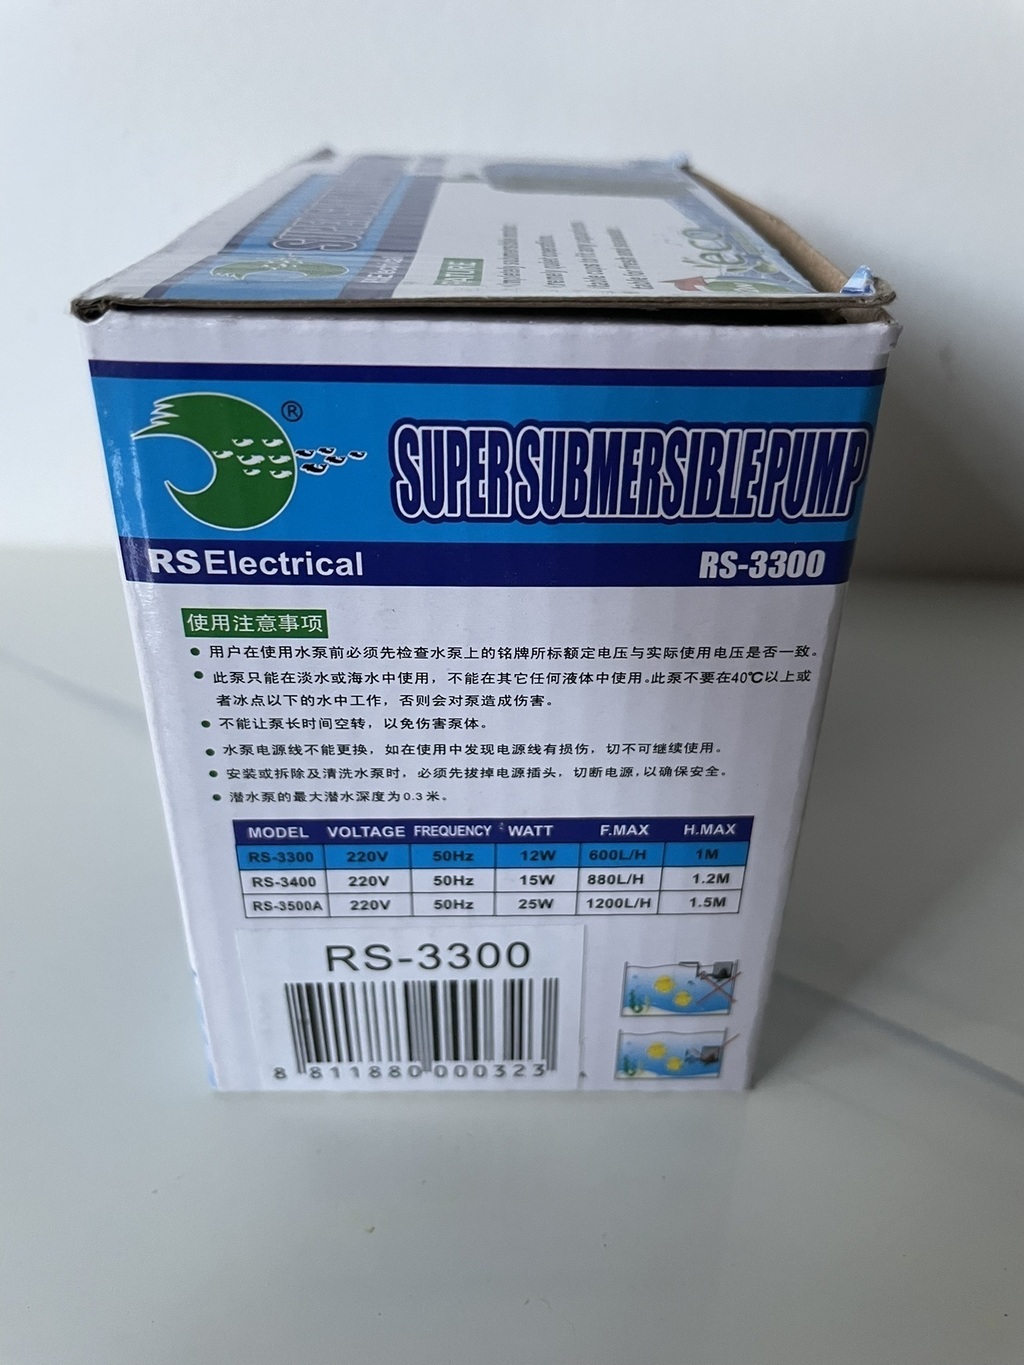 SUPER SUBM
RS Electrical
FEATURE
eco
®
SUPER SUBMERSIBLE PUMP
RS Electrical
RS-3300
使用注意事项
● 用户在使用水泵前必须先检查水泵上的铭牌所标额定电压与实际使用电压是否一致。
● 此泵只能在淡水或海水中使用，不能在其它任何液体中使用。此泵不要在40℃以上或
者冰点以下的水中工作，否则会对泵造成伤害。
● 不能让泵长时间空转，以免伤害泵体。
● 水泵电源线不能更换，如在使用中发现电源线有损伤，切不可继续使用。
● 安装或拆除及清洗水泵时，必须先拔掉电源插头，切断电源，以确保安全。
● 潜水泵的最大潜水深度为0.3米。
MODEL VOLTAGE FREQUENCY WATT F.MAX H.MAX
RS-3300 220V 50Hz 12W 600L/H 1M
RS-3400 220V 50Hz 15W 880L/H 1.2M
RS-3500A 220V 50Hz 25W 1200L/H 1.5M
RS-3300
8 811880 000323